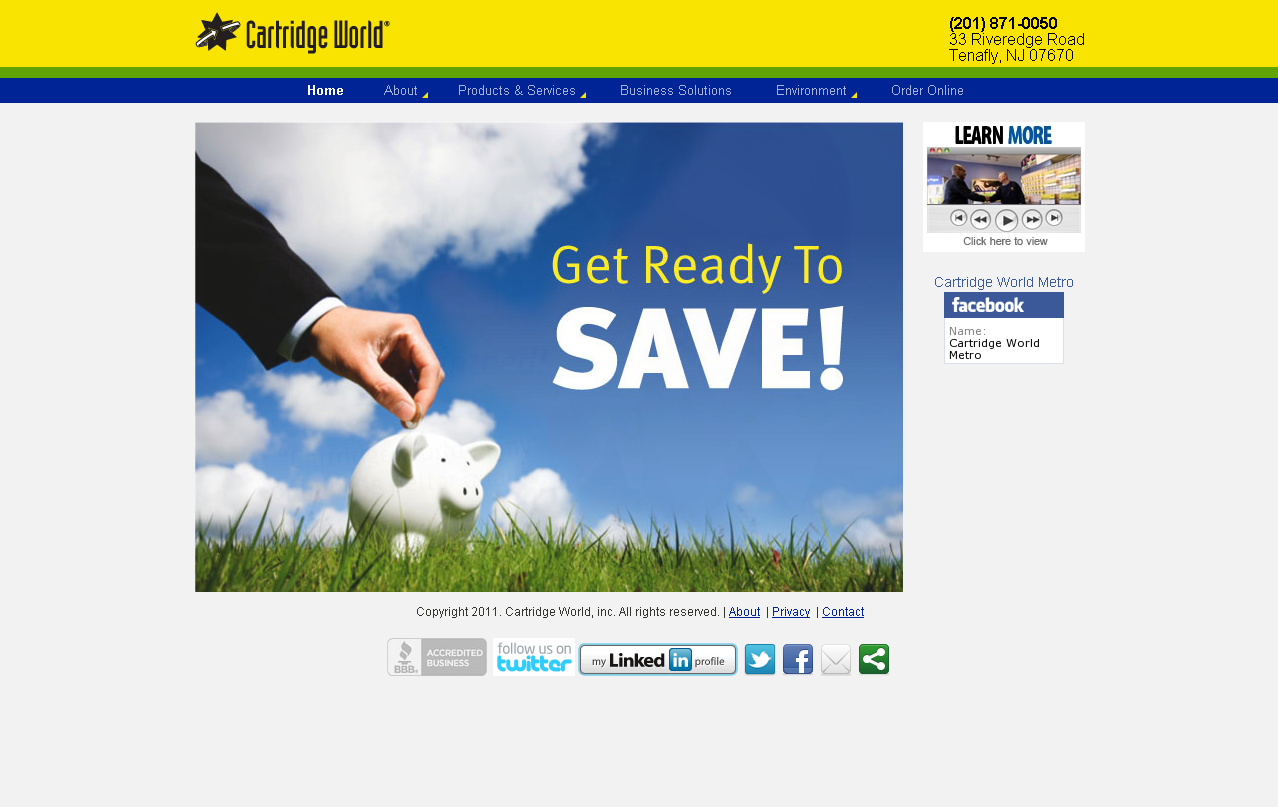 Cartridge World®
(201) 871-0050
33 Riveredge Road
Tenafly, NJ 07670
Home About Products & Services Business Solutions Environment Order Online
Get Ready To
SAVE!
LEARN MORE
Click here to view
Cartridge World Metro
facebook
Name:
Cartridge World
Metro
Copyright 2011. Cartridge World, inc. All rights reserved. | About | Privacy | Contact
BBB. ACCREDITED
BUSINESS
follow us on
twitter
my Linked in profile